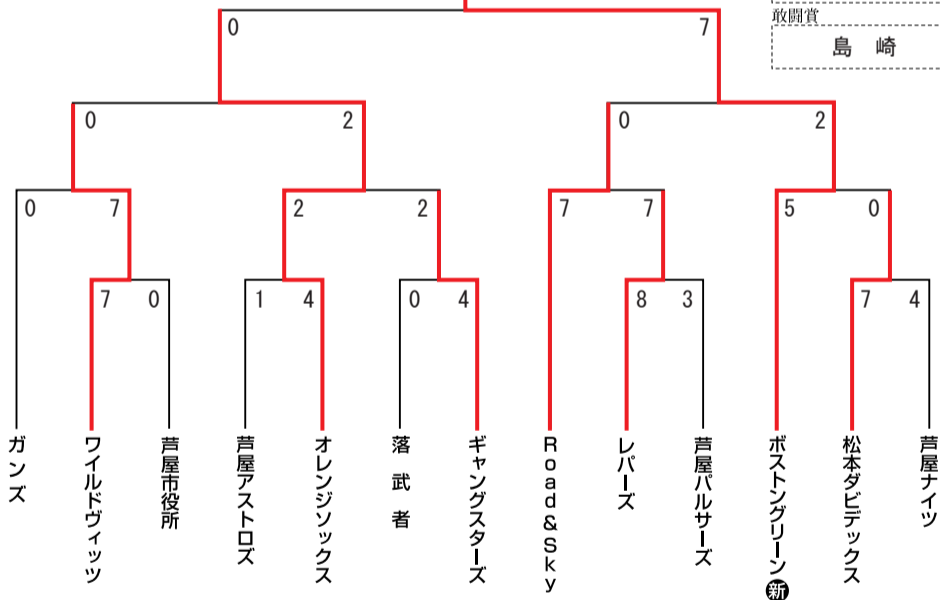 敢闘賞
島 崎
0 7
0 2 0 2
0 7 2 2 7 7 5 0
7 0 1 4 0 4 8 3 7 4
ガンズ
ワイルドヴィッツ
芦屋市役所
芦屋アストロズ
オレンジソックス
落武者
ギャングスターズ
Road&Sky
レパーズ
芦屋パルサーズ
ボストングリーン新
松本ダビデックス
芦屋ナイツ